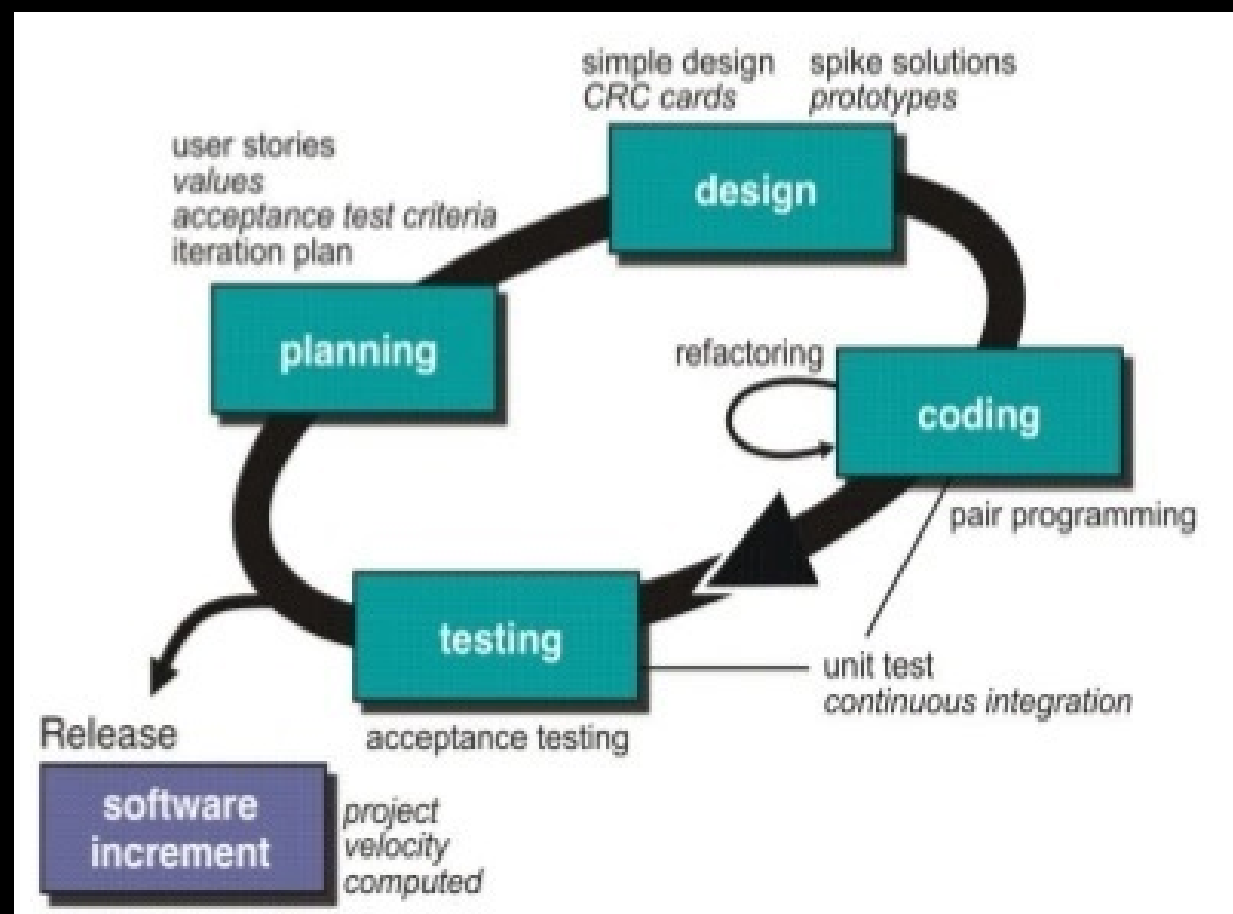 simple design spike solutions
CRC cards prototypes
user stories
values
acceptance test criteria
iteration plan
design
planning
refactoring
coding
pair programming
testing
unit test
continuous integration
acceptance testing
Release
software
increment
project
velocity
computed